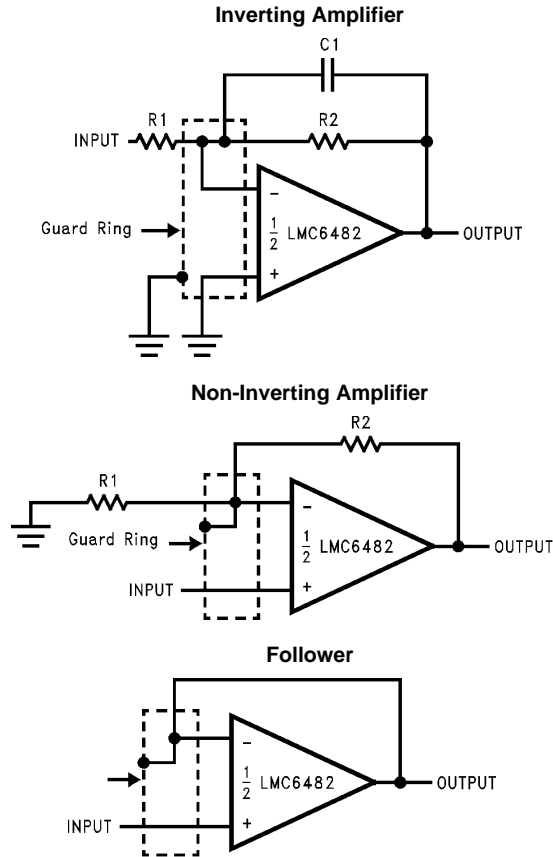 Inverting Amplifier
C1
R1
R2
INPUT
Guard Ring
−
1/2 LMC6482
+
OUTPUT
Non-Inverting Amplifier
R2
R1
−
Guard Ring
1/2 LMC6482
OUTPUT
INPUT
+
Follower
−
1/2 LMC6482
OUTPUT
INPUT
+